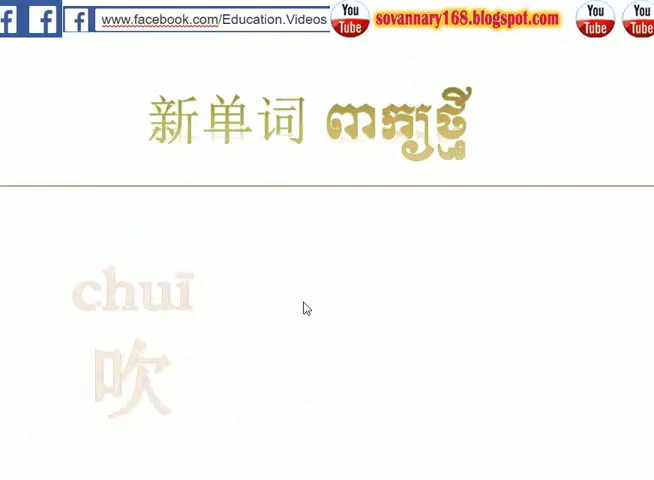 www.facebook.com/Education.Videos You Tube sovannary168.blogspot.com You Tube You Tube
新单词 ពាក្យថ្មី
chuī
吹